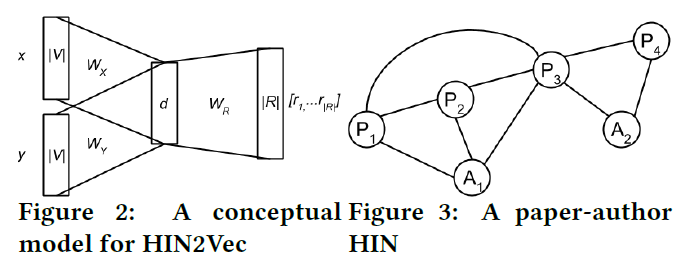 x
|V|
W_X
y
|V|
W_Y
d
W_R
|R|
[r_1,...r_|R|]
Figure 2: A conceptual
model for HIN2Vec
P_1
P_2
P_3
P_4
A_1
A_2
Figure 3: A paper-author
HIN